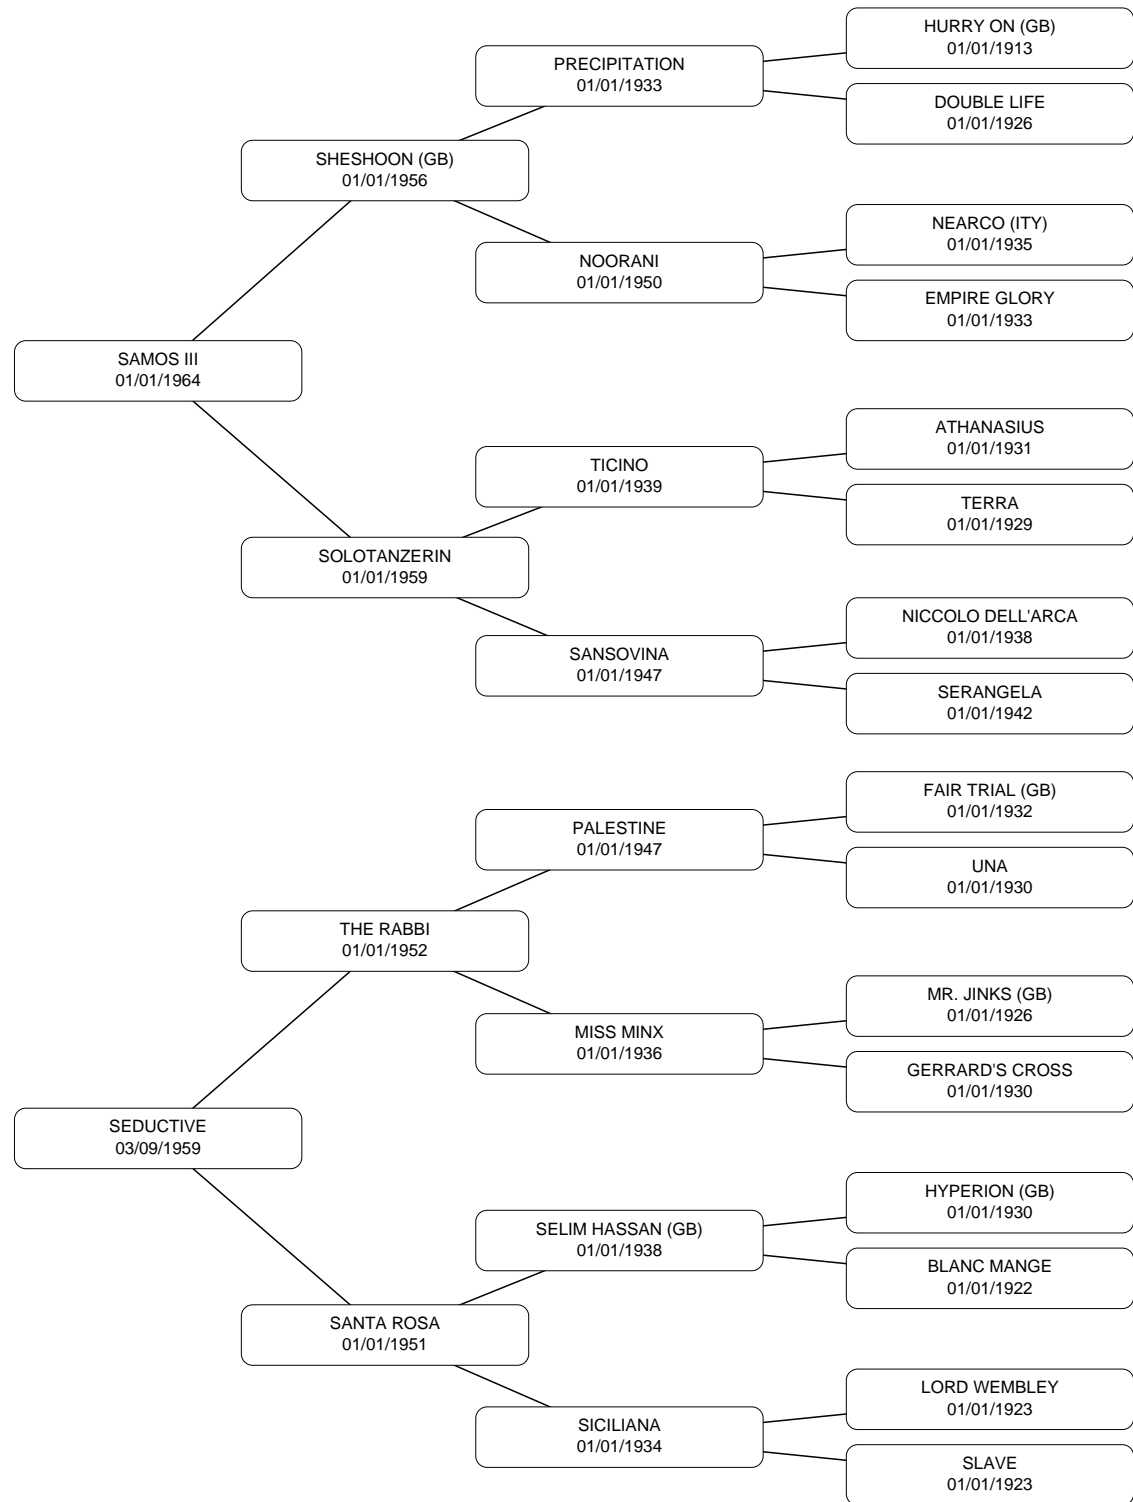 HURRY ON (GB)
01/01/1913
PRECIPITATION
01/01/1933
DOUBLE LIFE
01/01/1926
SHESHOON (GB)
01/01/1956
NEARCO (ITY)
01/01/1935
NOORANI
01/01/1950
EMPIRE GLORY
01/01/1933
SAMOS III
01/01/1964
ATHANASIUS
01/01/1931
TICINO
01/01/1939
TERRA
01/01/1929
SOLOTANZERIN
01/01/1959
NICCOLO DELL'ARCA
01/01/1938
SANSOVINA
01/01/1947
SERANGELA
01/01/1942
FAIR TRIAL (GB)
01/01/1932
PALESTINE
01/01/1947
UNA
01/01/1930
THE RABBI
01/01/1952
MR. JINKS (GB)
01/01/1926
MISS MINX
01/01/1936
GERRARD'S CROSS
01/01/1930
SEDUCTIVE
03/09/1959
HYPERION (GB)
01/01/1930
SELIM HASSAN (GB)
01/01/1938
BLANC MANGE
01/01/1922
SANTA ROSA
01/01/1951
LORD WEMBLEY
01/01/1923
SICILIANA
01/01/1934
SLAVE
01/01/1923